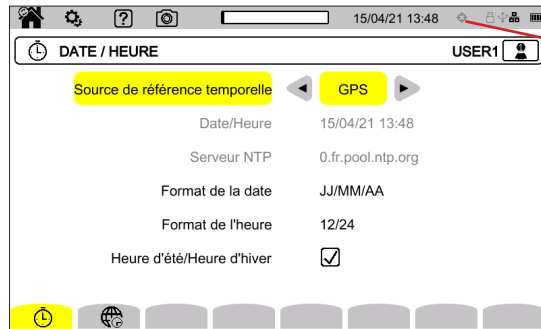 15/04/21 13:48
DATE / HEURE USER1
Source de référence temporelle GPS
Date/Heure 15/04/21 13:48
Serveur NTP 0.fr.pool.ntp.org
Format de la date JJ/MM/AA
Format de l'heure 12/24
Heure d'été/Heure d'hiver